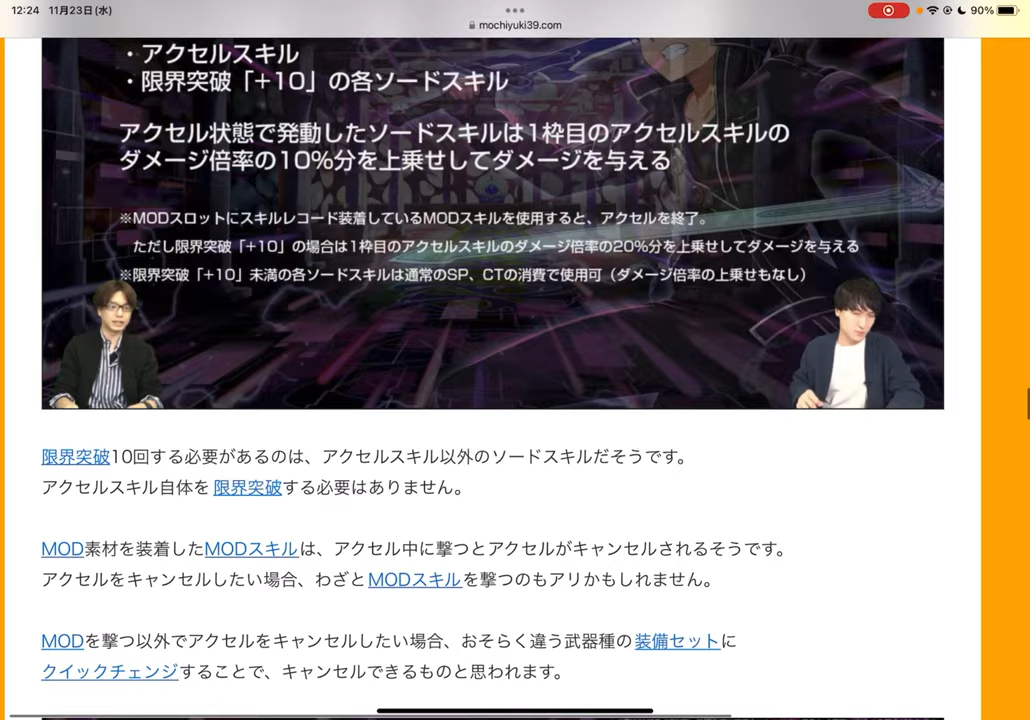 12:24 11月23日(水)
90%
mochiyuki39.com
・アクセルスキル
・限界突破「+10」の各ソードスキル
アクセル状態で発動したソードスキルは1枠目のアクセルスキルの
ダメージ倍率の10%分を上乗せしてダメージを与える
※MODスロットにスキルレコード装着しているMODスキルを使用すると、アクセルを終了。
ただし限界突破「+10」の場合は1枠目のアクセルスキルのダメージ倍率の20%分を上乗せしてダメージを与える
※限界突破「+10」未満の各ソードスキルは通常のSP、CTの消費で使用可（ダメージ倍率の上乗せもなし）
限界突破10回する必要があるのは、アクセルスキル以外のソードスキルだそうです。
アクセルスキル自体を限界突破する必要はありません。
MOD素材を装着したMODスキルは、アクセル中に撃つとアクセルがキャンセルされるそうです。
アクセルをキャンセルしたい場合、わざとMODスキルを撃つのもアリかもしれません。
MODを撃つ以外でアクセルをキャンセルしたい場合、おそらく違う武器種の装備セットに
クイックチェンジすることで、キャンセルできるものと思われます。